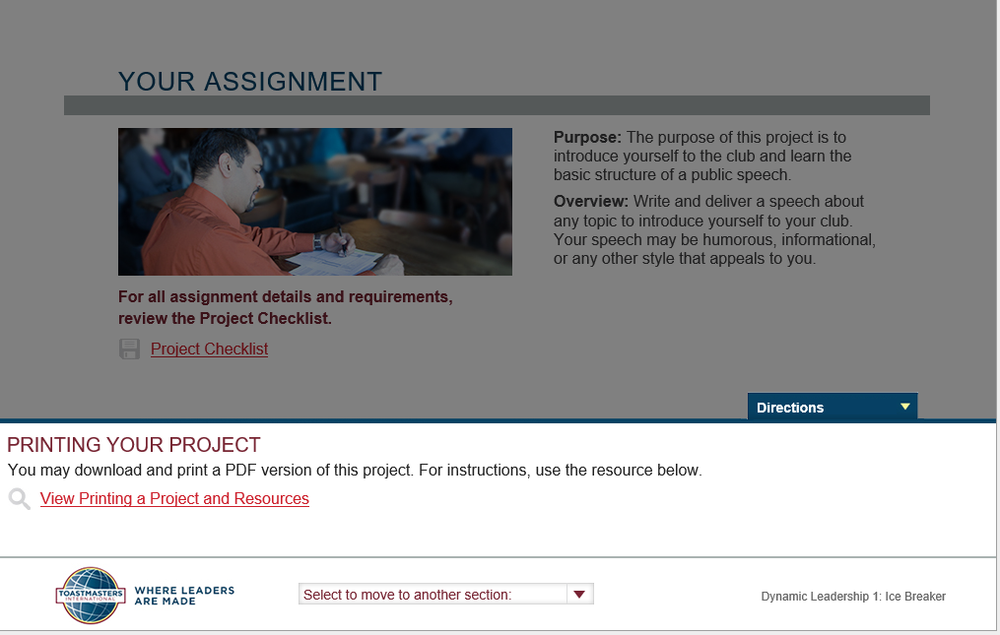 YOUR ASSIGNMENT
Purpose: The purpose of this project is to
introduce yourself to the club and learn the
basic structure of a public speech.
Overview: Write and deliver a speech about
any topic to introduce yourself to your club.
Your speech may be humorous, informational,
or any other style that appeals to you.
For all assignment details and requirements,
review the Project Checklist.
Project Checklist
Directions
PRINTING YOUR PROJECT
You may download and print a PDF version of this project. For instructions, use the resource below.
View Printing a Project and Resources
TOASTMASTERS
INTERNATIONAL
WHERE LEADERS
ARE MADE
Select to move to another section:
Dynamic Leadership 1: Ice Breaker